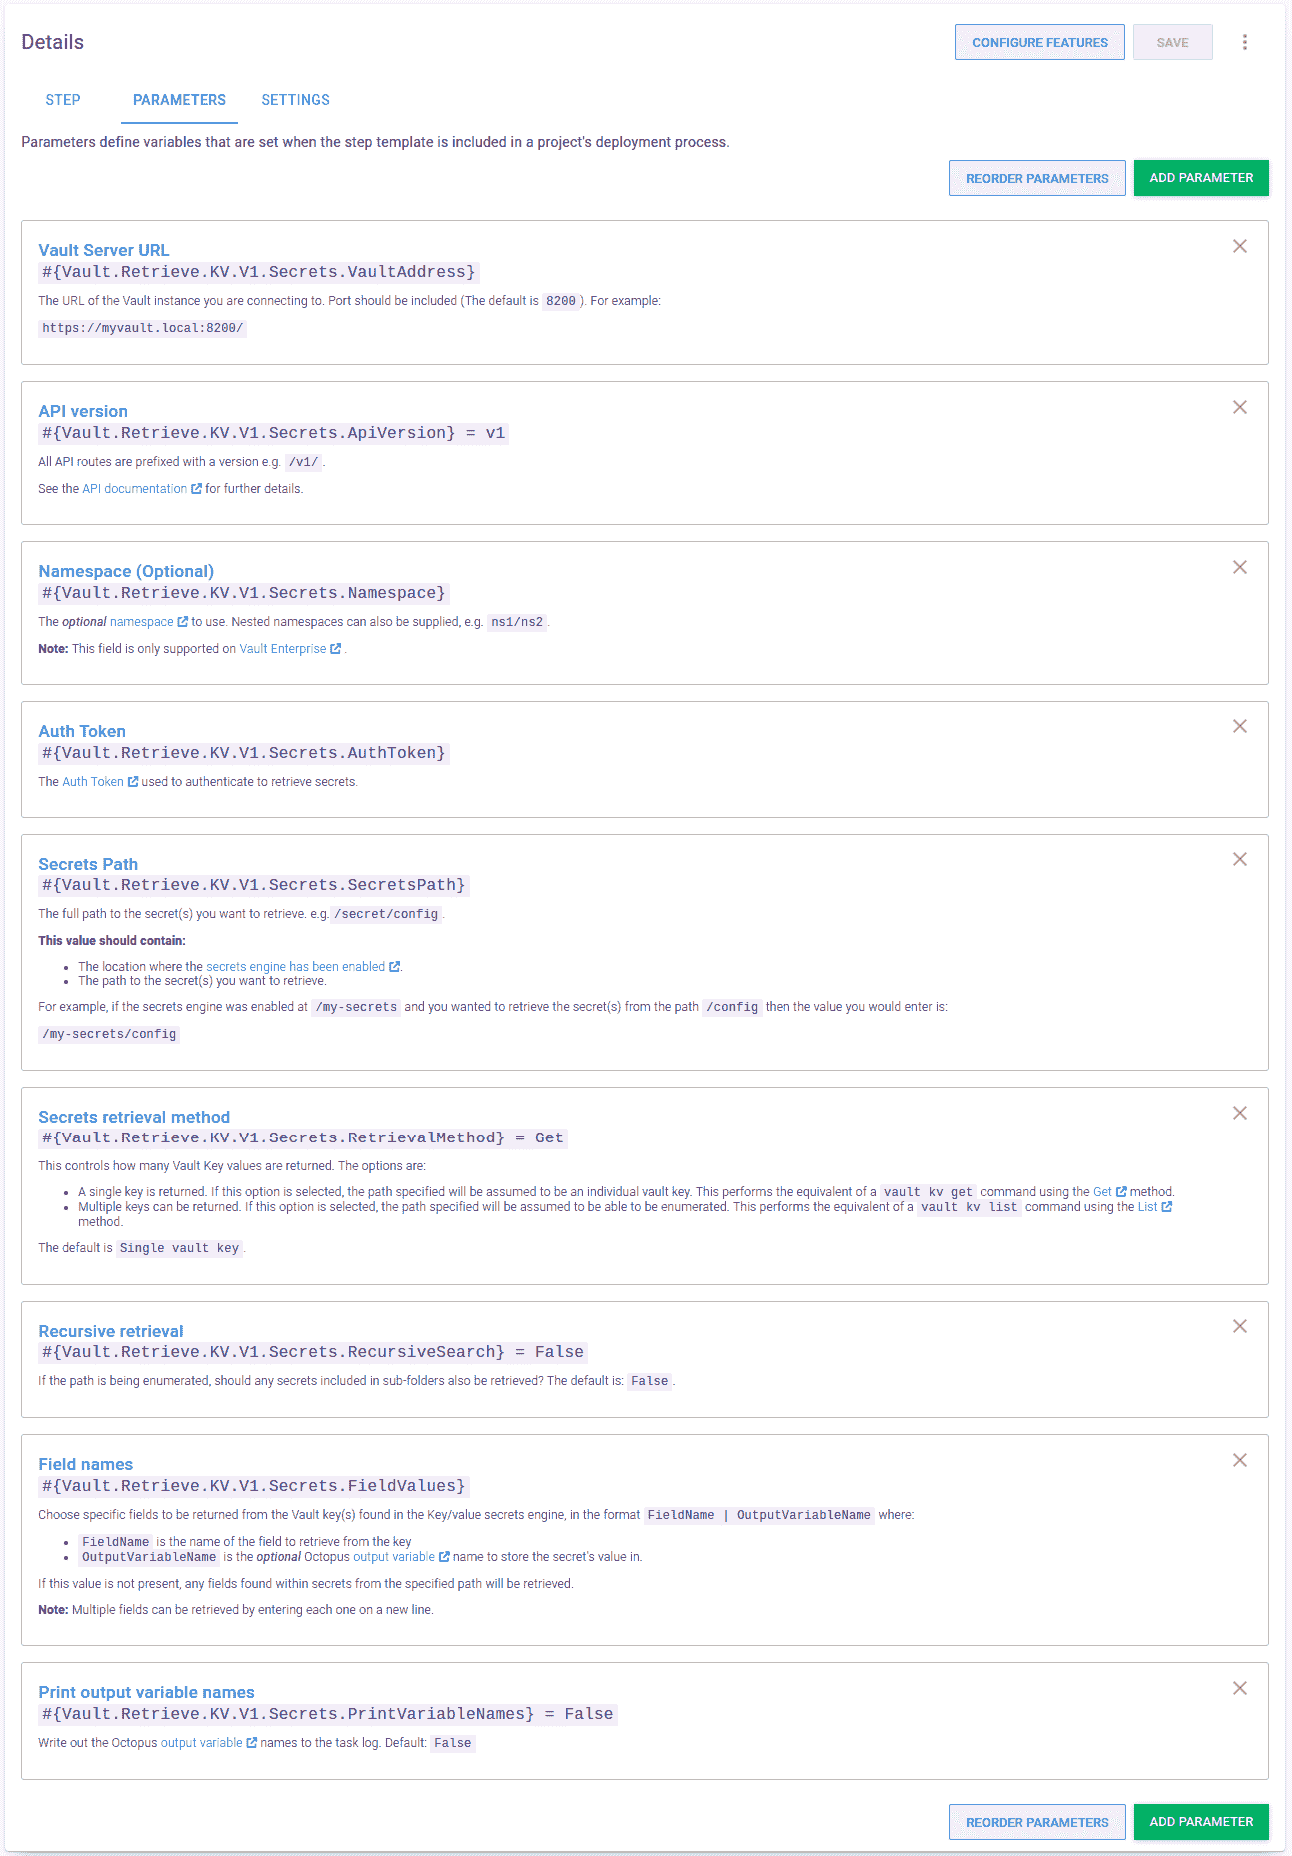 Details
CONFIGURE FEATURES
SAVE
STEP
PARAMETERS
SETTINGS
Parameters define variables that are set when the step template is included in a project's deployment process.
REORDER PARAMETERS
ADD PARAMETER
Vault Server URL
#{Vault.Retrieve.KV.V1.Secrets.VaultAddress}
The URL of the Vault instance you are connecting to. Port should be included (The default is 8200 ). For example:
https://myvault.local:8200/
API version
#{Vault.Retrieve.KV.V1.Secrets.ApiVersion} = v1
All API routes are prefixed with a version e.g. /v1/ .
See the API documentation for further details.
Namespace (Optional)
#{Vault.Retrieve.KV.V1.Secrets.Namespace}
The optional namespace to use. Nested namespaces can also be supplied, e.g. ns1/ns2 .
Note: This field is only supported on Vault Enterprise .
Auth Token
#{Vault.Retrieve.KV.V1.Secrets.AuthToken}
The Auth Token used to authenticate to retrieve secrets.
Secrets Path
#{Vault.Retrieve.KV.V1.Secrets.SecretsPath}
The full path to the secret(s) you want to retrieve. e.g. /secret/config .
This value should contain:
• The location where the secrets engine has been enabled .
• The path to the secret(s) you want to retrieve.
For example, if the secrets engine was enabled at /my-secrets and you wanted to retrieve the secret(s) from the path /config then the value you would enter is:
/my-secrets/config
Secrets retrieval method
#{Vault.Retrieve.KV.V1.Secrets.RetrievalMethod} = Get
This controls how many Vault Key values are returned. The options are:
• A single key is returned. If this option is selected, the path specified will be assumed to be an individual vault key. This performs the equivalent of a vault kv get command using the Get method.
• Multiple keys can be returned. If this option is selected, the path specified will be assumed to be able to be enumerated. This performs the equivalent of a vault kv list command using the List
method.
The default is Single vault key .
Recursive retrieval
#{Vault.Retrieve.KV.V1.Secrets.RecursiveSearch} = False
If the path is being enumerated, should any secrets included in sub-folders also be retrieved? The default is: False .
Field names
#{Vault.Retrieve.KV.V1.Secrets.FieldValues}
Choose specific fields to be returned from the Vault key(s) found in the Key/value secrets engine, in the format FieldName | OutputVariableName where:
• FieldName is the name of the field to retrieve from the key
• OutputVariableName is the optional Octopus output variable name to store the secret's value in.
If this value is not present, any fields found within secrets from the specified path will be retrieved.
Note: Multiple fields can be retrieved by entering each one on a new line.
Print output variable names
#{Vault.Retrieve.KV.V1.Secrets.PrintVariableNames} = False
Write out the Octopus output variable names to the task log. Default: False
REORDER PARAMETERS
ADD PARAMETER